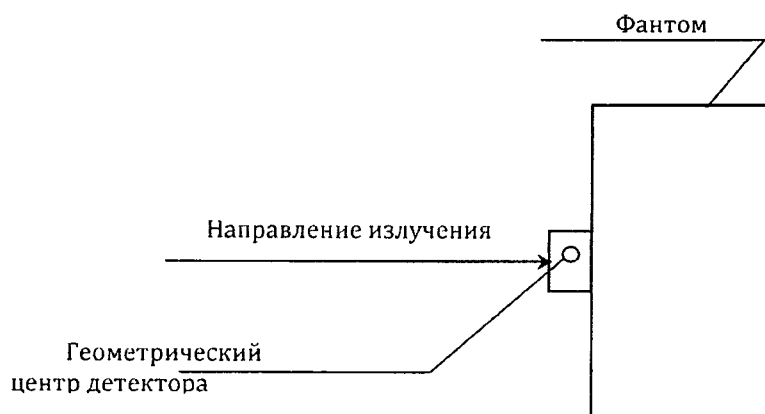 Фантом
Направление излучения
Геометрический
центр детектора